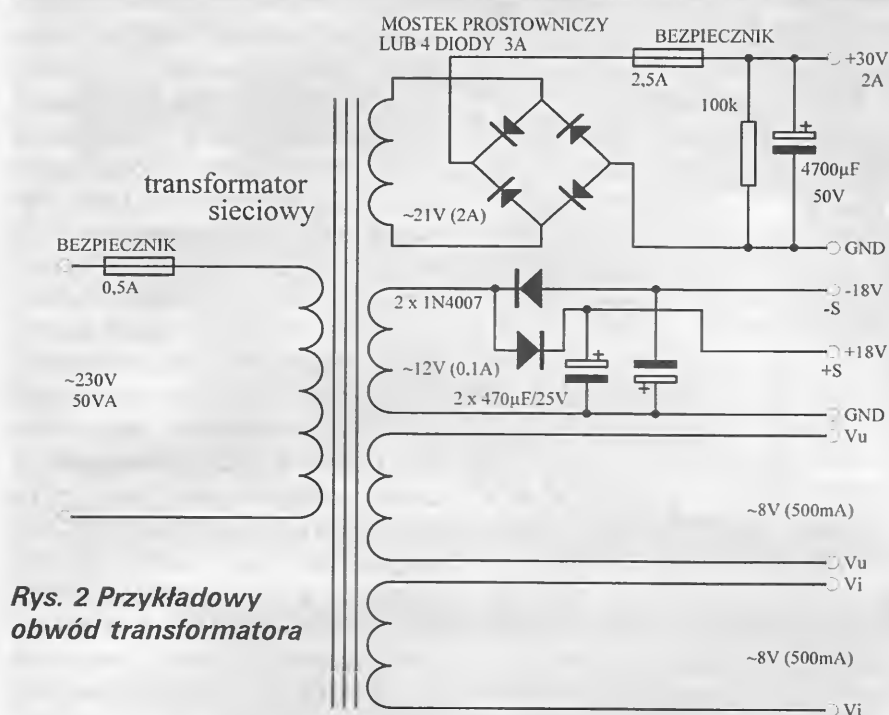 MOSTEK PROSTOWNICZY
LUB 4 DIODY 3A
BEZPIECZNIK
2,5A
+30V
2A
100k
+
4700µF
50V
~21V (2A)
GND
transformator
sieciowy
BEZPIECZNIK
0,5A
~230V
50VA
2 x 1N4007
-18V
-S
+18V
+S
~12V (0.1A)
+
2 x 470µF/25V
+
GND
Vu
~8V (500mA)
Vu
Vi
~8V (500mA)
Vi
Rys. 2 Przykładowy
obwód transformatora